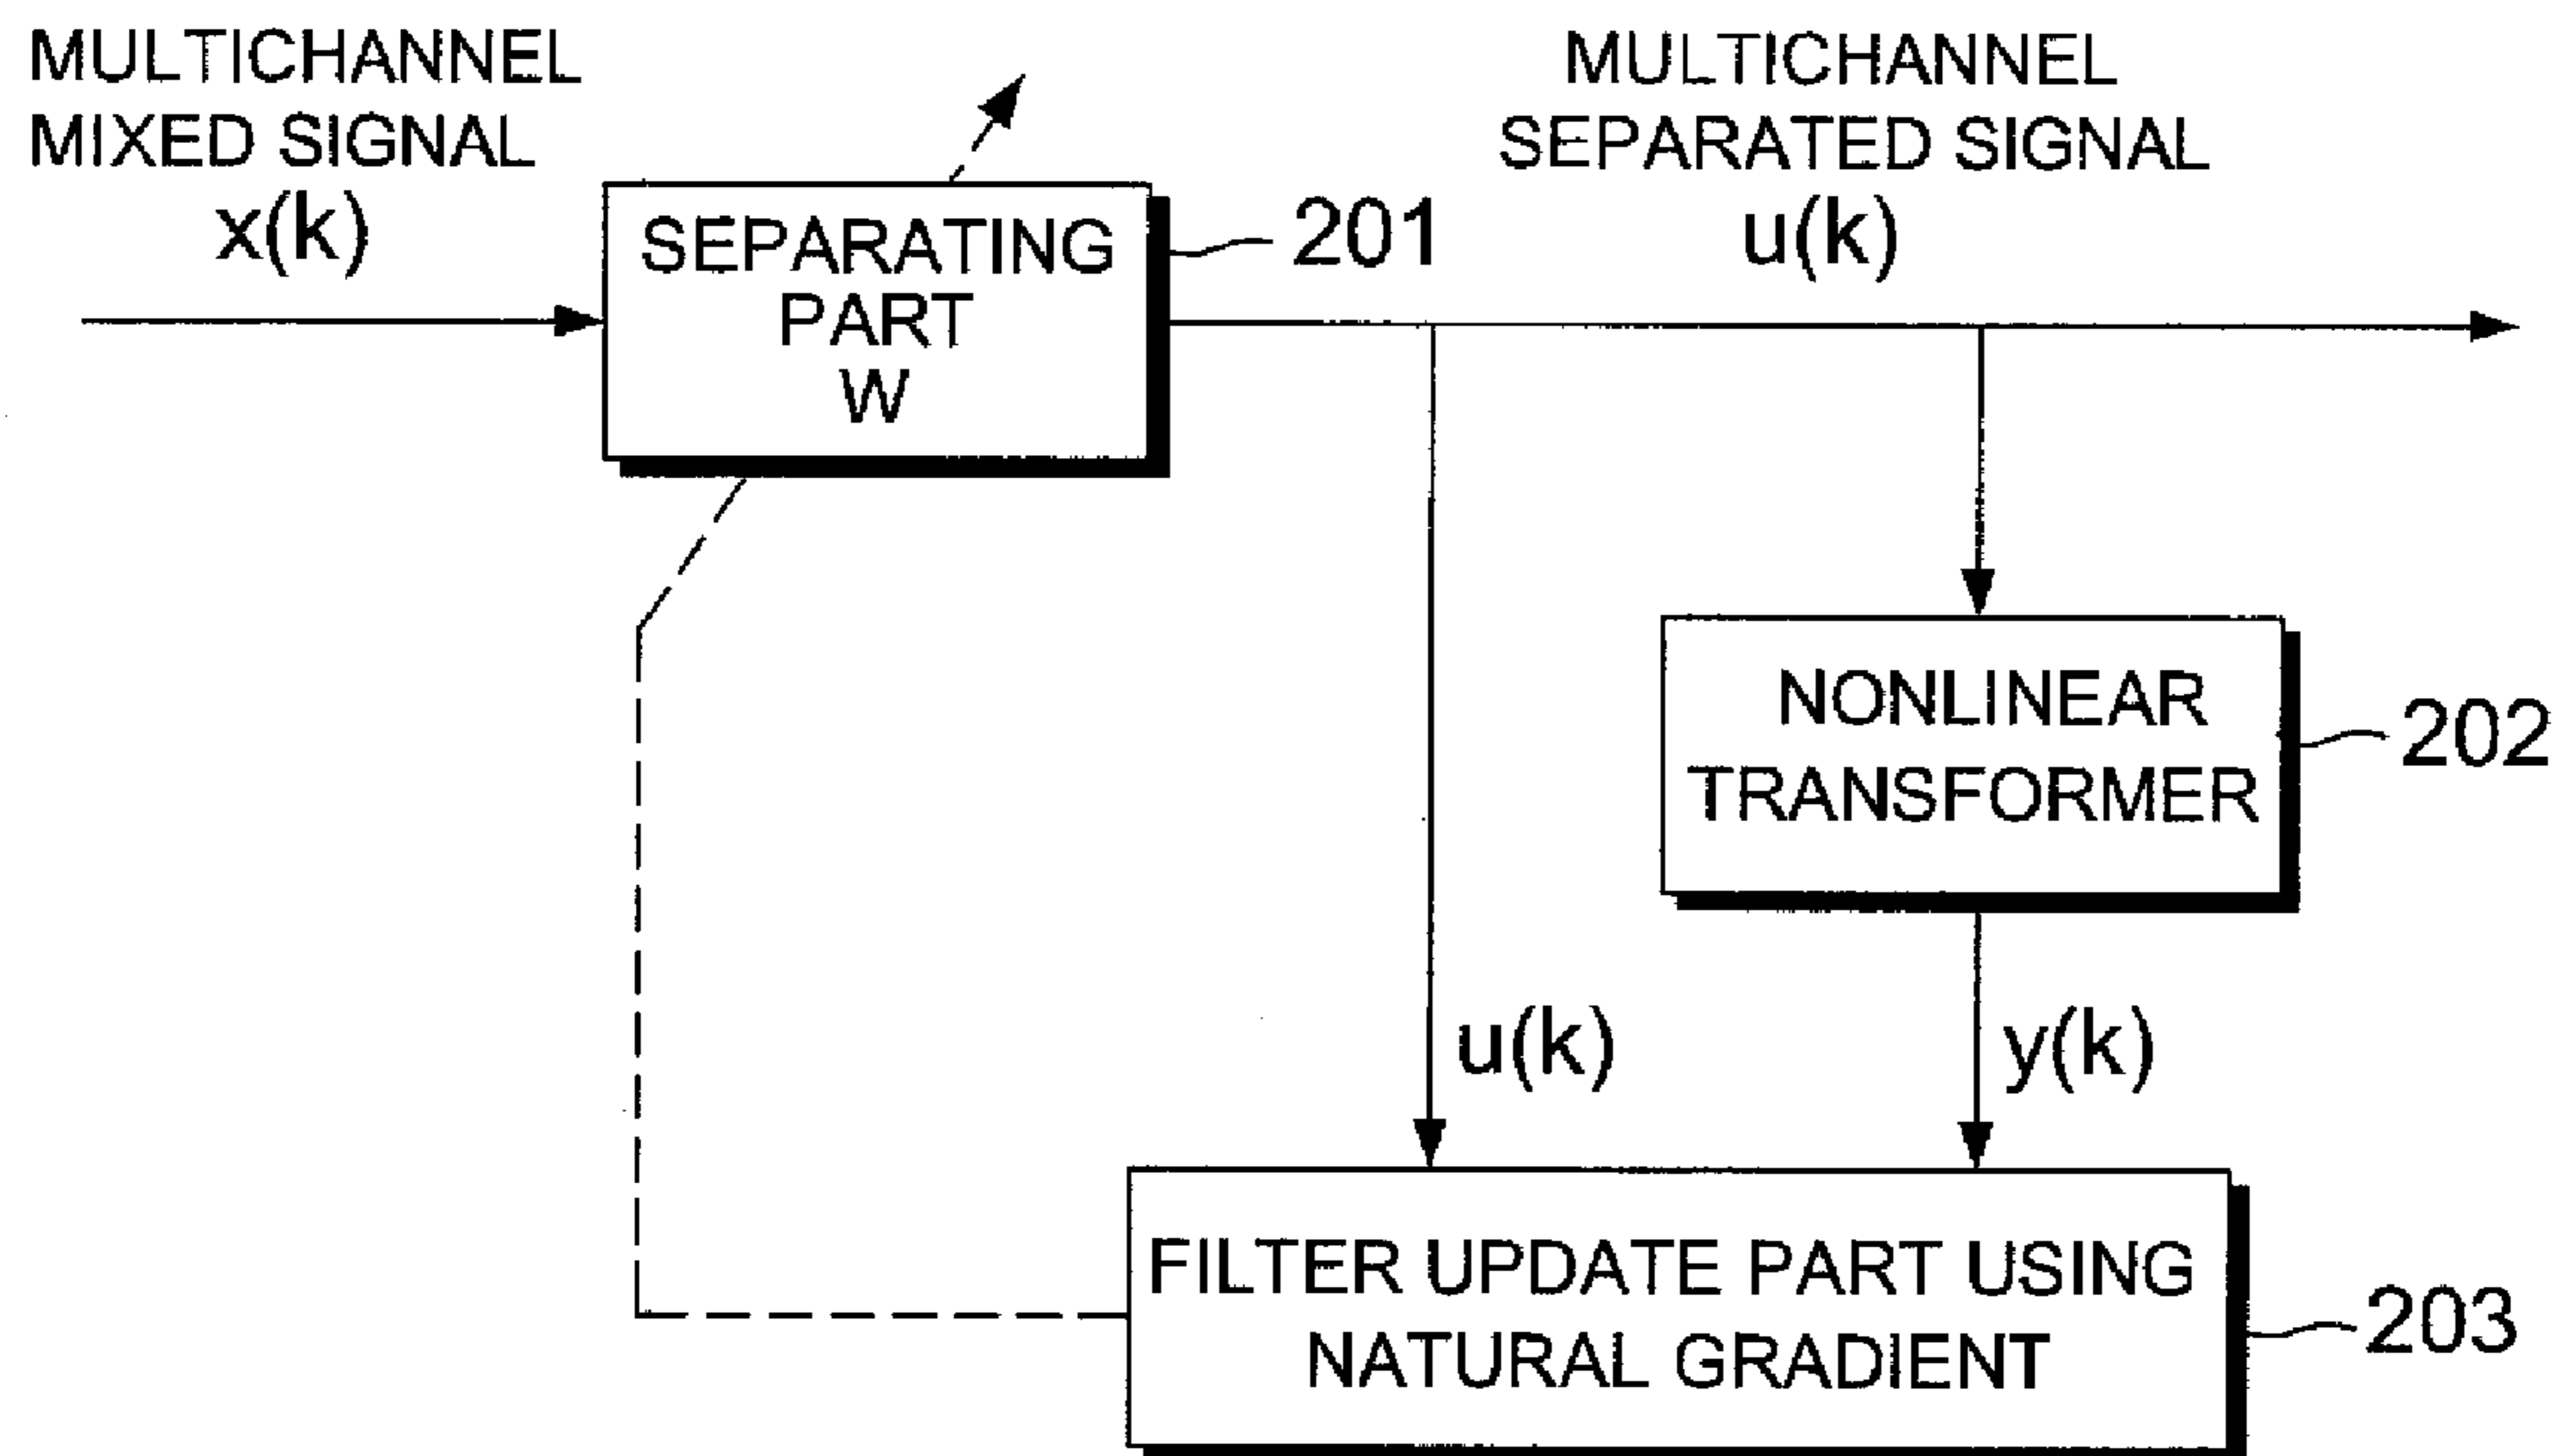 MULTICHANNEL
MIXED SIGNAL
x(k)
MULTICHANNEL
SEPARATED SIGNAL
u(k)
SEPARATING
PART
W
201
NONLINEAR
TRANSFORMER
202
u(k)
y(k)
FILTER UPDATE PART USING
NATURAL GRADIENT
203